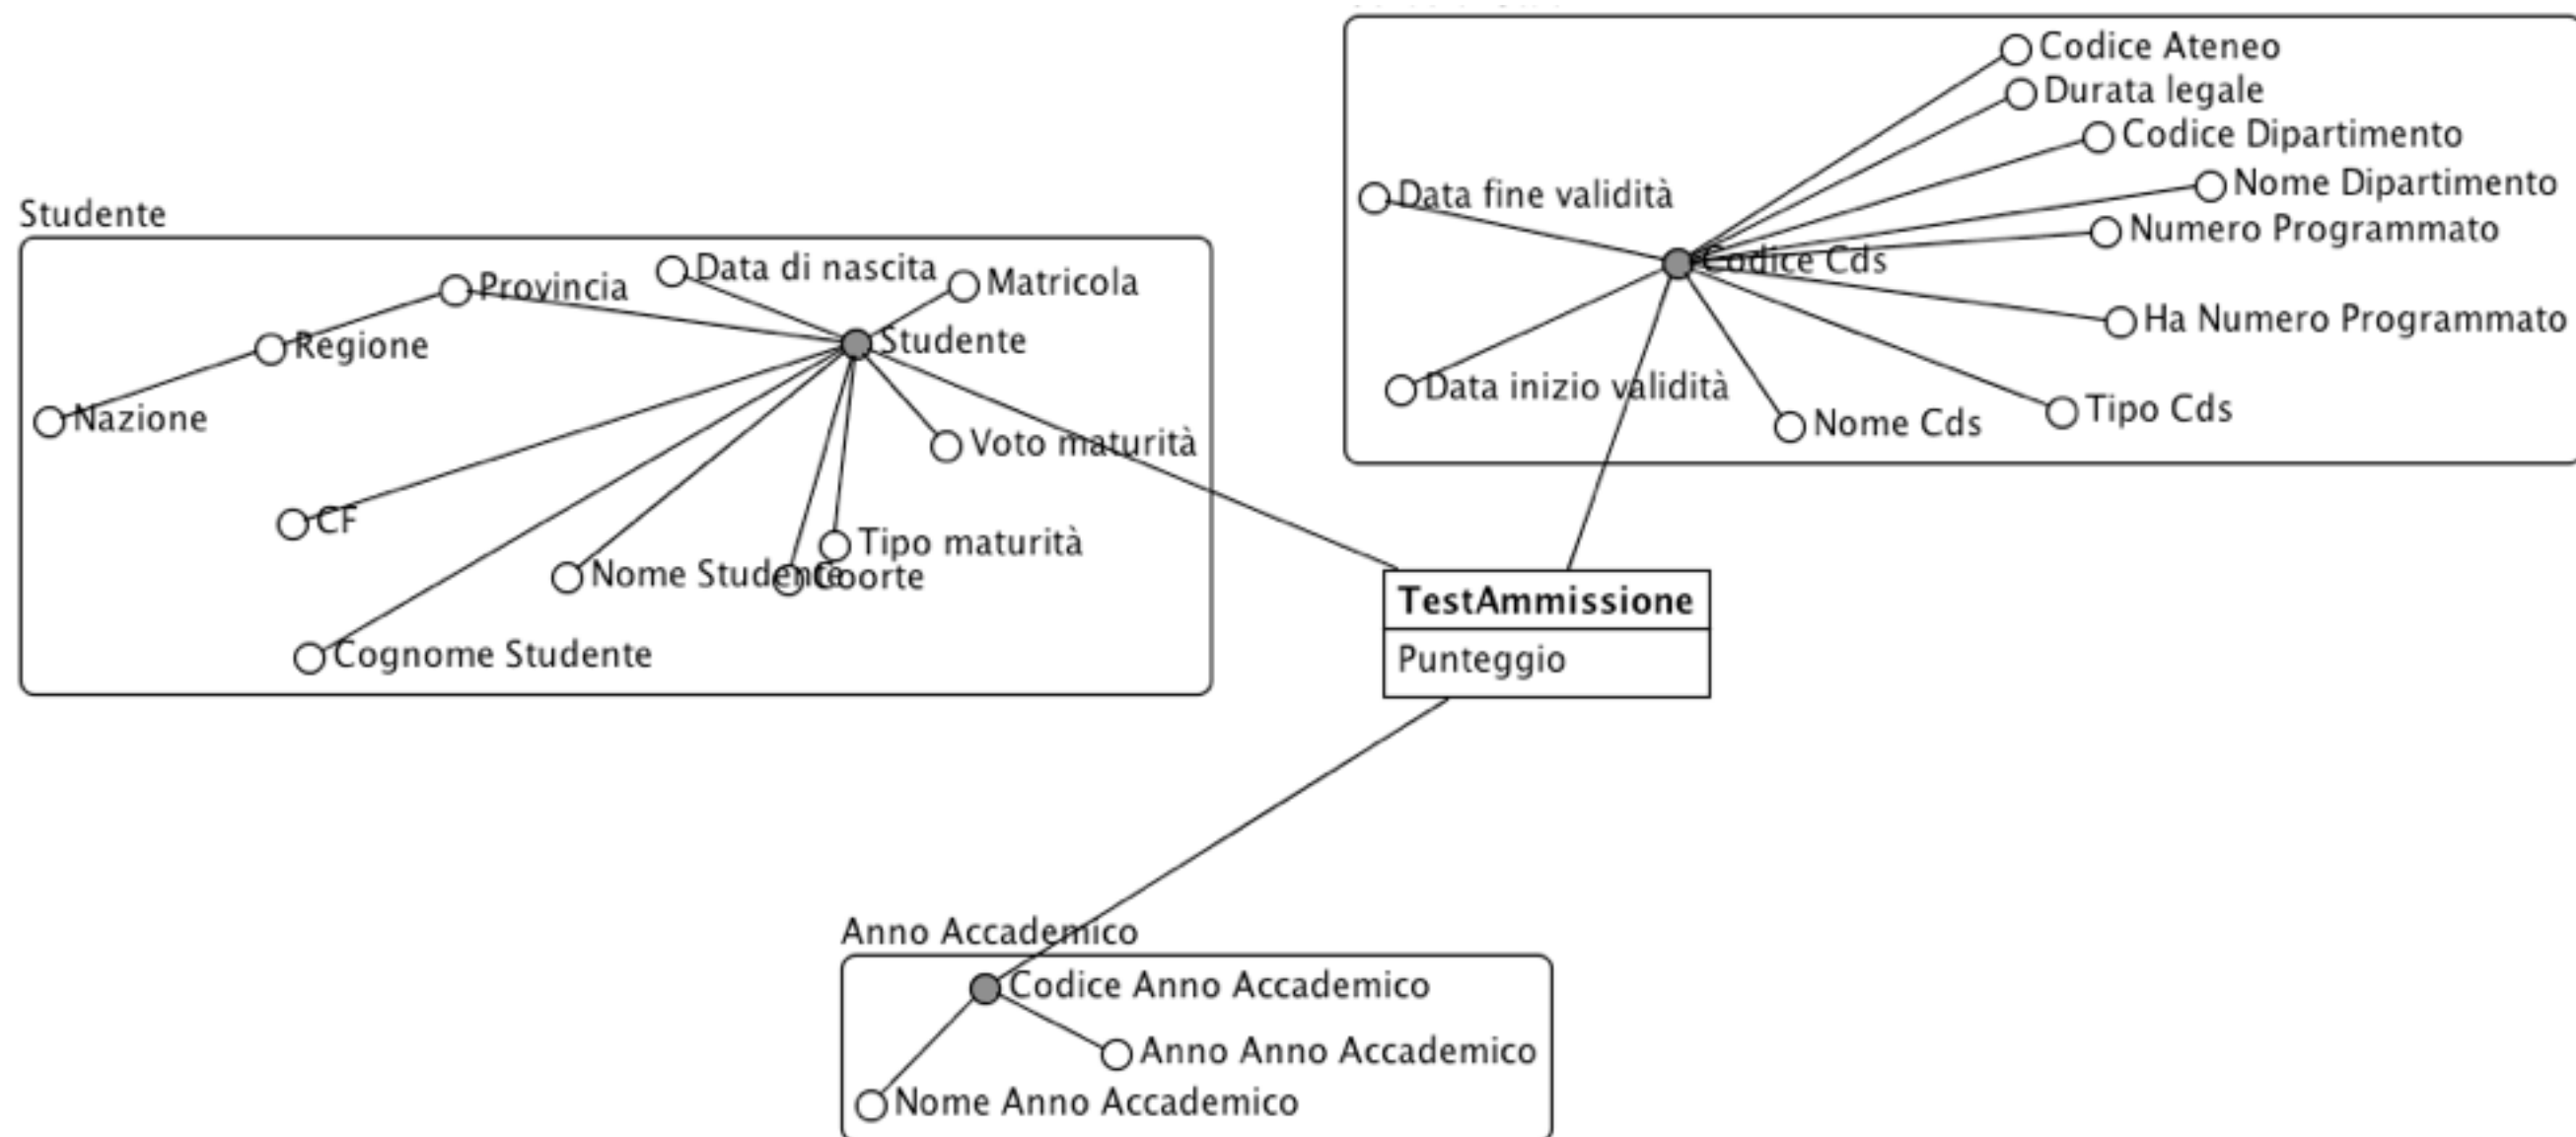 Codice Ateneo
Durata legale
Codice Dipartimento
Nome Dipartimento
Data fine validità
Numero Programmato
Codice Cds
Ha Numero Programmato
Data inizio validità
Nome Cds
Tipo Cds
Studente
Data di nascita
Matricola
Provincia
Studente
Regione
Nazione
Voto maturità
CF
Tipo maturità
Nome Studente
Coorte
Cognome Studente
TestAmmissione
Punteggio
Anno Accademico
Codice Anno Accademico
Anno Anno Accademico
Nome Anno Accademico